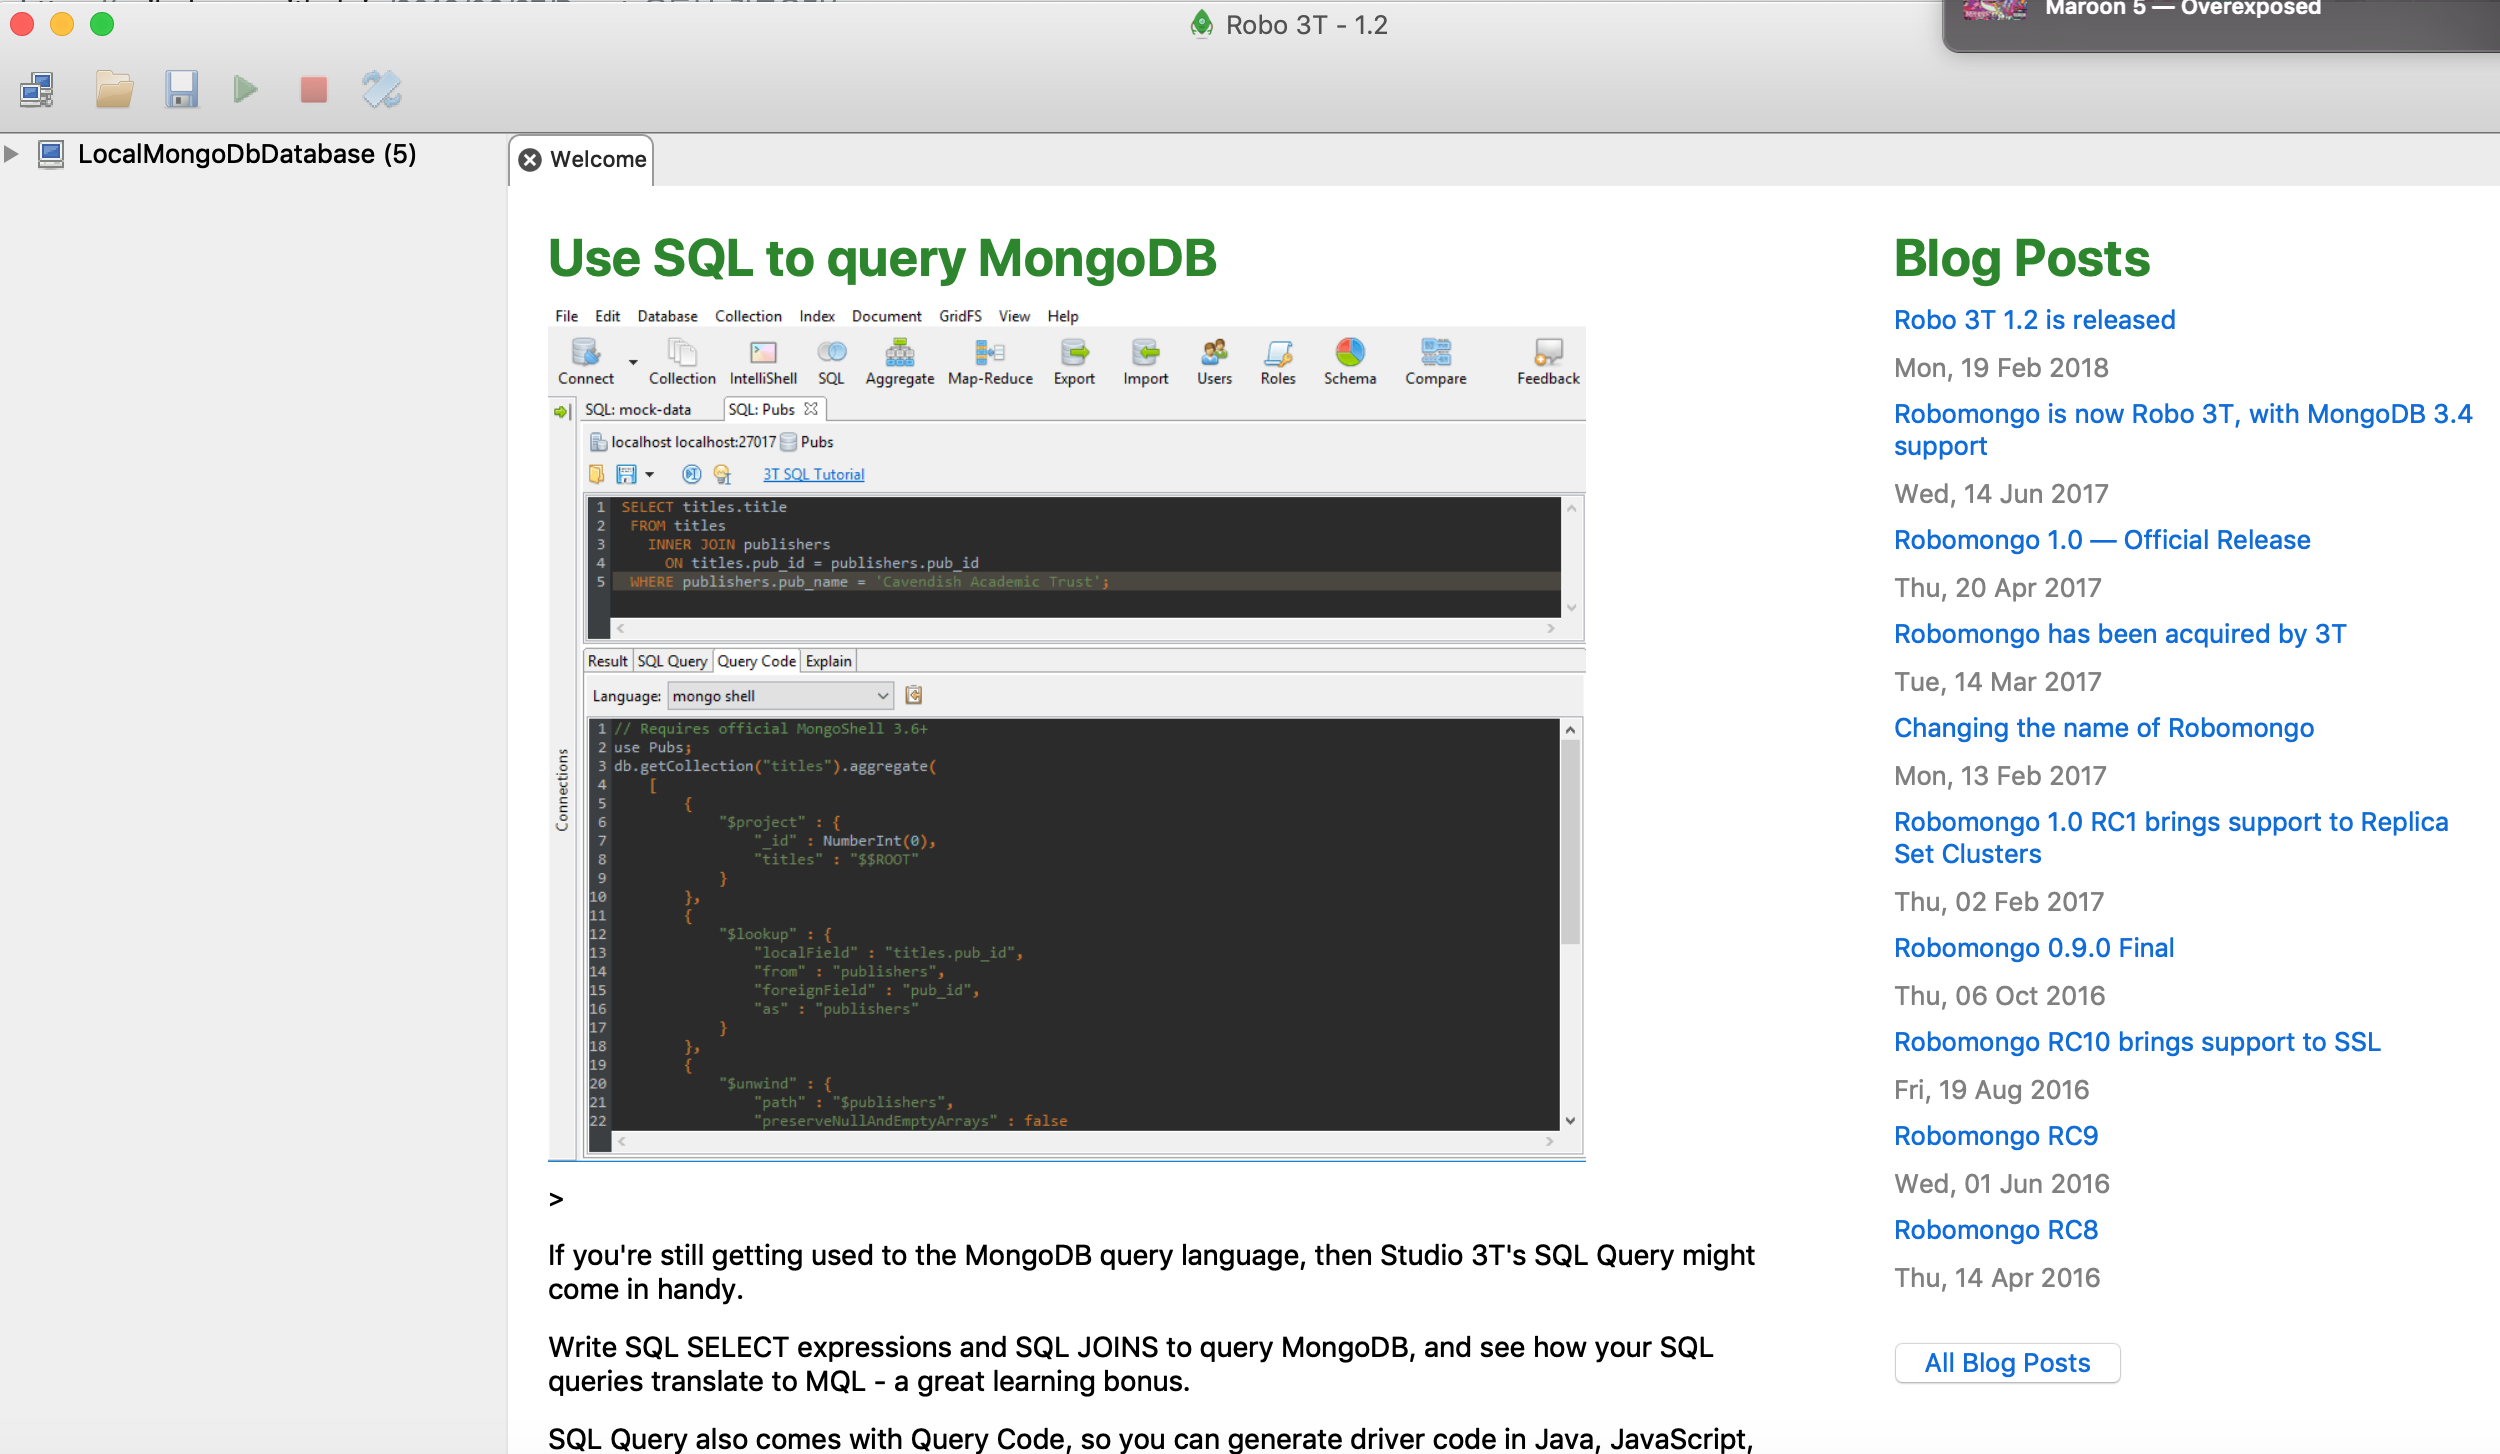 Robo 3T - 1.2
Maroon 5 — Overexposed
LocalMongoDbDatabase (5)
Welcome
Use SQL to query MongoDB
File Edit Database Collection Index Document GridFS View Help
Connect Collection IntelliShell SQL Aggregate Map-Reduce Export Import Users Roles Schema Compare Feedback
SQL: mock-data SQL: Pubs
localhost localhost:27017 Pubs
3T SQL Tutorial
1 SELECT titles.title
2 FROM titles
3 INNER JOIN publishers
4 ON titles.pub_id = publishers.pub_id
5 WHERE publishers.pub_name = 'Cavendish Academic Trust';
Result SQL Query Query Code Explain
Language: mongo shell
Connections
1 // Requires official MongoShell 3.6+
2 use Pubs;
3 db.getCollection("titles").aggregate(
4 [
5 {
6 "$project" : {
7 "_id" : NumberInt(0),
8 "titles" : "$$ROOT"
9 }
10 },
11 {
12 "$lookup" : {
13 "localField" : "titles.pub_id",
14 "from" : "publishers",
15 "foreignField" : "pub_id",
16 "as" : "publishers"
17 }
18 },
19 {
20 "$unwind" : {
21 "path" : "$publishers",
22 "preserveNullAndEmptyArrays" : false
>
If you're still getting used to the MongoDB query language, then Studio 3T's SQL Query might
come in handy.
Write SQL SELECT expressions and SQL JOINS to query MongoDB, and see how your SQL
queries translate to MQL - a great learning bonus.
SQL Query also comes with Query Code, so you can generate driver code in Java, JavaScript,
Blog Posts
Robo 3T 1.2 is released
Mon, 19 Feb 2018
Robomongo is now Robo 3T, with MongoDB 3.4
support
Wed, 14 Jun 2017
Robomongo 1.0 — Official Release
Thu, 20 Apr 2017
Robomongo has been acquired by 3T
Tue, 14 Mar 2017
Changing the name of Robomongo
Mon, 13 Feb 2017
Robomongo 1.0 RC1 brings support to Replica
Set Clusters
Thu, 02 Feb 2017
Robomongo 0.9.0 Final
Thu, 06 Oct 2016
Robomongo RC10 brings support to SSL
Fri, 19 Aug 2016
Robomongo RC9
Wed, 01 Jun 2016
Robomongo RC8
Thu, 14 Apr 2016
All Blog Posts